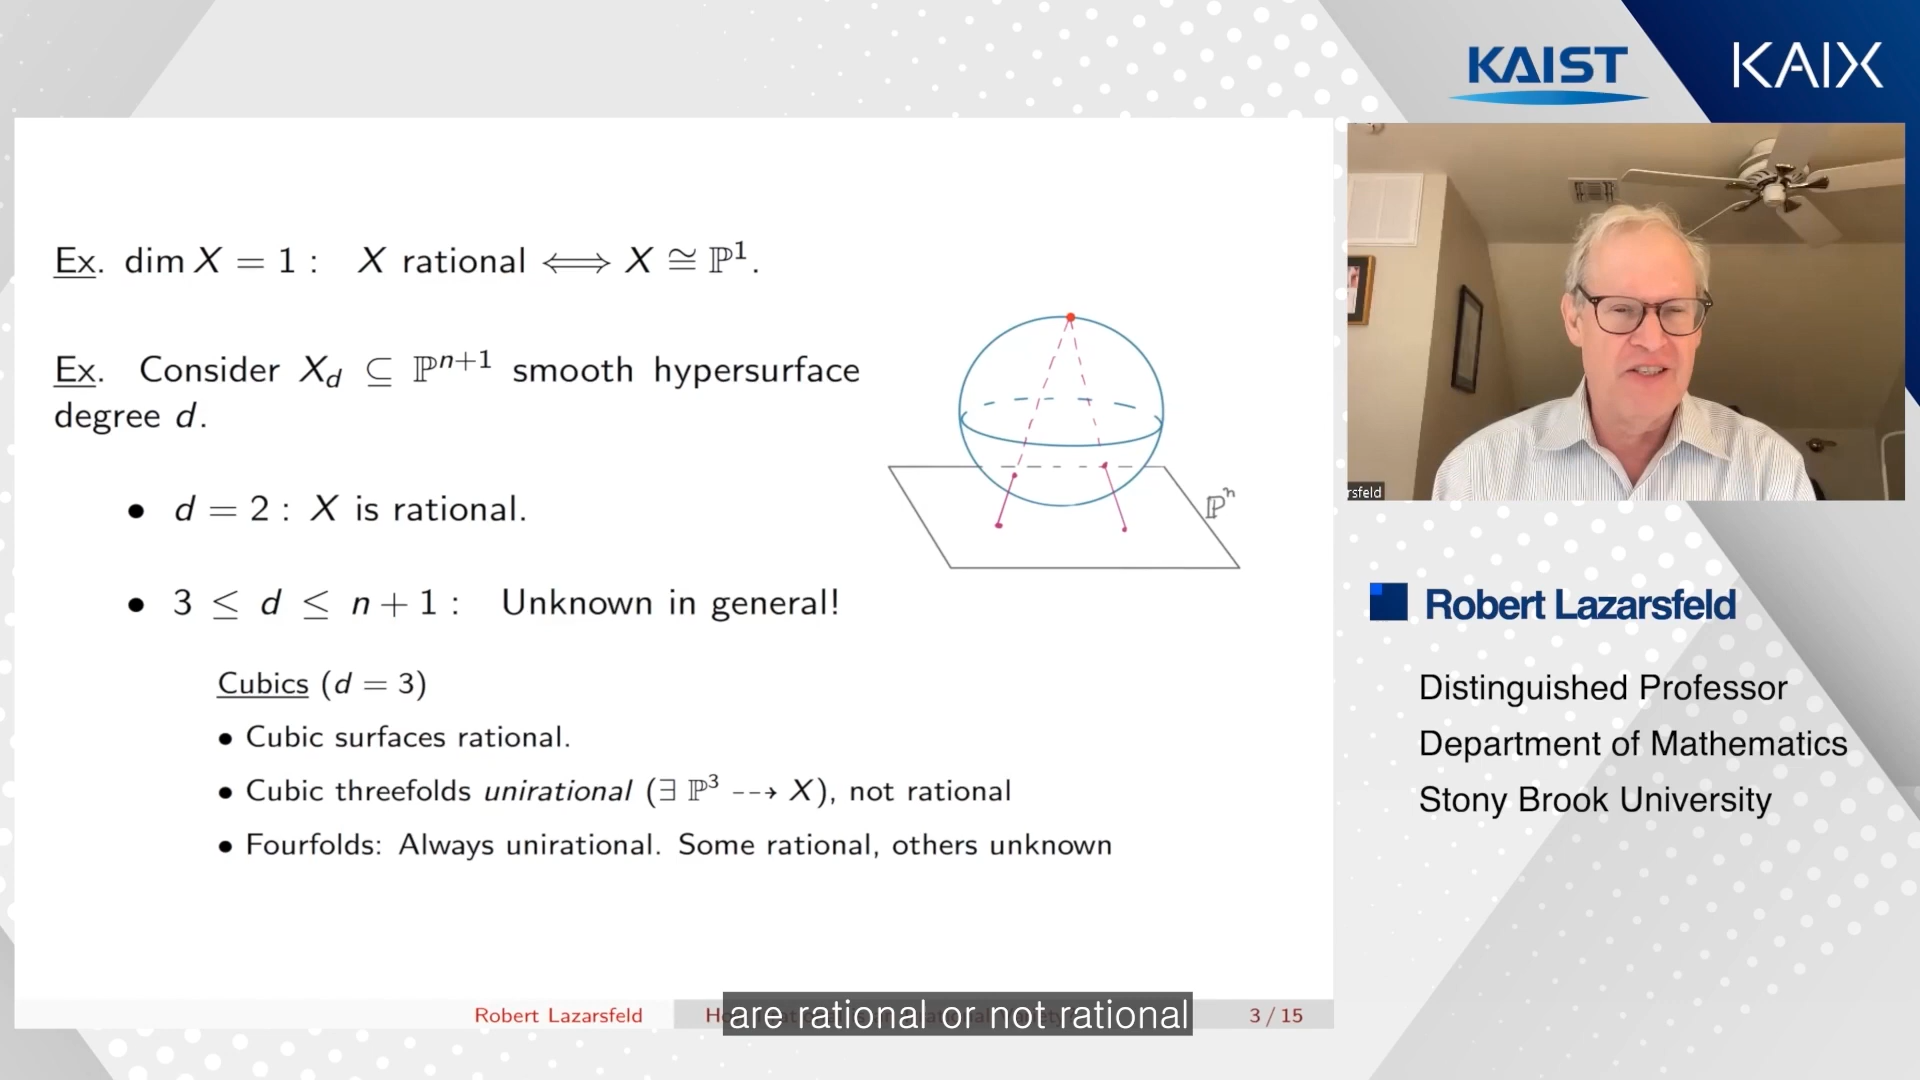 KAIST
KAIX
Ex. dim X = 1 : X rational ⟺ X ≅ ℙ¹.
Ex. Consider X_d ⊆ ℙⁿ⁺¹ smooth hypersurface
degree d.
• d = 2 : X is rational.
ℙⁿ
• 3 ≤ d ≤ n + 1 : Unknown in general!
Cubics (d = 3)
• Cubic surfaces rational.
• Cubic threefolds unirational (∃ ℙ³ ⇢ X), not rational
• Fourfolds: Always unirational. Some rational, others unknown
Robert Lazarsfeld
3 / 15
are rational or not rational
rsfeld
Robert Lazarsfeld
Distinguished Professor
Department of Mathematics
Stony Brook University